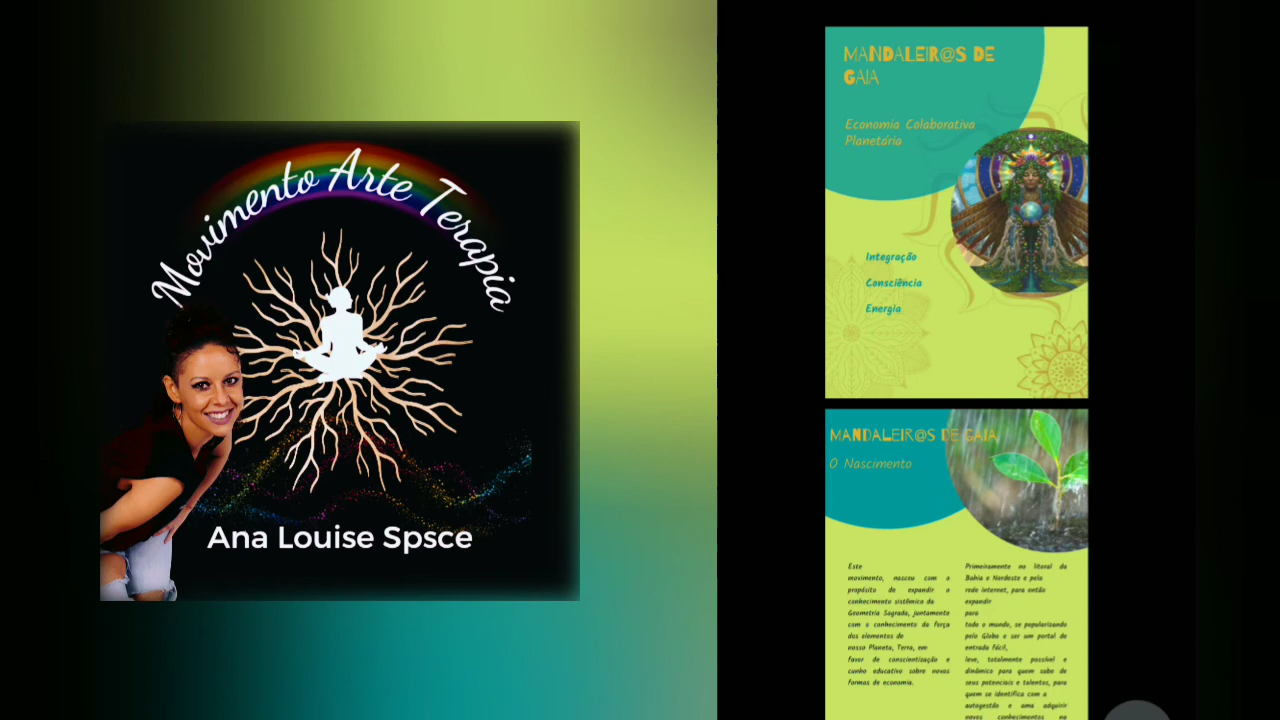 Movimento Arte Terapia
Ana Louise Spsce
MANDALEIR@S DE
GAIA
Economia Colaborativa
Planetária
Integração
Consciência
Energia
MANDALEIR@S DE GAIA
O Nascimento
Este
movimento, nasceu com o
propósito de expandir o
conhecimento sistêmico da
Geometria Sagrada, juntamente
com o conhecimento da força
dos elementos de
nosso Planeta, Terra, em
favor de conscientização e
cunho educativo sobre novas
formas de economia.
Primeiramente no litoral da
Bahia e Nordeste e pela
rede internet, para então
expandir
para
todo o mundo, se popularizando
pelo Globo e ser um portal de
entrada fácil,
leve, totalmente possível e
dinâmico para quem sabe de
seus potenciais e talentos, para
quem se identifica com a
autogestão e ama adquirir
novos conhecimentos no